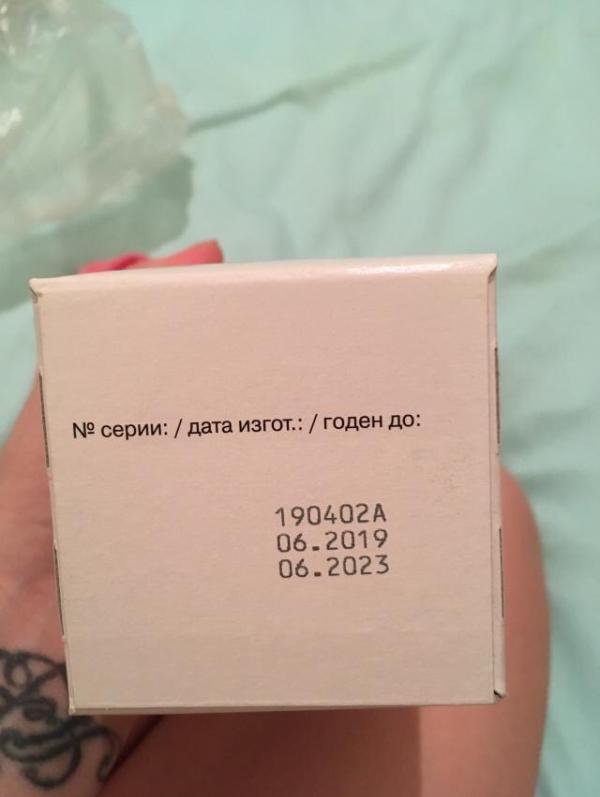 № серии: / дата изгот.: / годен до:
190402A
06.2019
06.2023